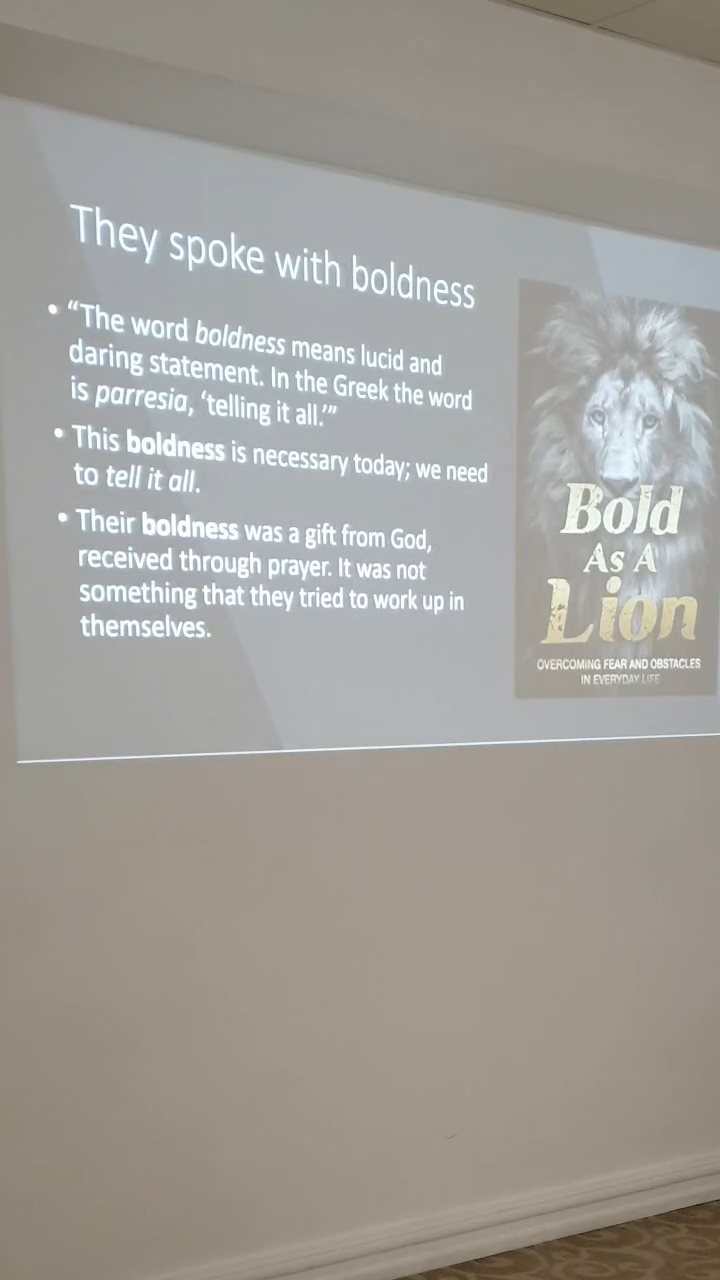 They spoke with boldness
• “The word boldness means lucid and
daring statement. In the Greek the word
is parresia, ‘telling it all.’”
• This boldness is necessary today; we need
to tell it all.
• Their boldness was a gift from God,
received through prayer. It was not
something that they tried to work up in
themselves.
Bold
As A
Lion
OVERCOMING FEAR AND OBSTACLES
IN EVERYDAY LIFE